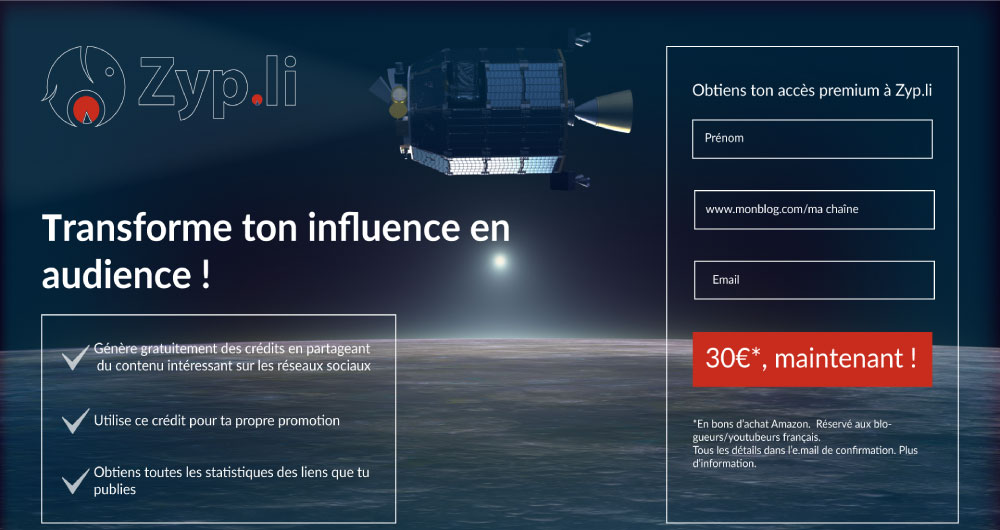 Zyp.li
Transforme ton influence en
audience !
Génère gratuitement des crédits en partageant
du contenu intéressant sur les réseaux sociaux
Utilise ce crédit pour ta propre promotion
Obtiens toutes les statistiques des liens que tu
publies
Obtiens ton accès premium à Zyp.li
Prénom
www.monblog.com/ma chaîne
Email
30€*, maintenant !
*En bons d'achat Amazon. Réservé aux blo-
gueurs/youtubeurs français.
Tous les détails dans l'e.mail de confirmation. Plus
d'information.